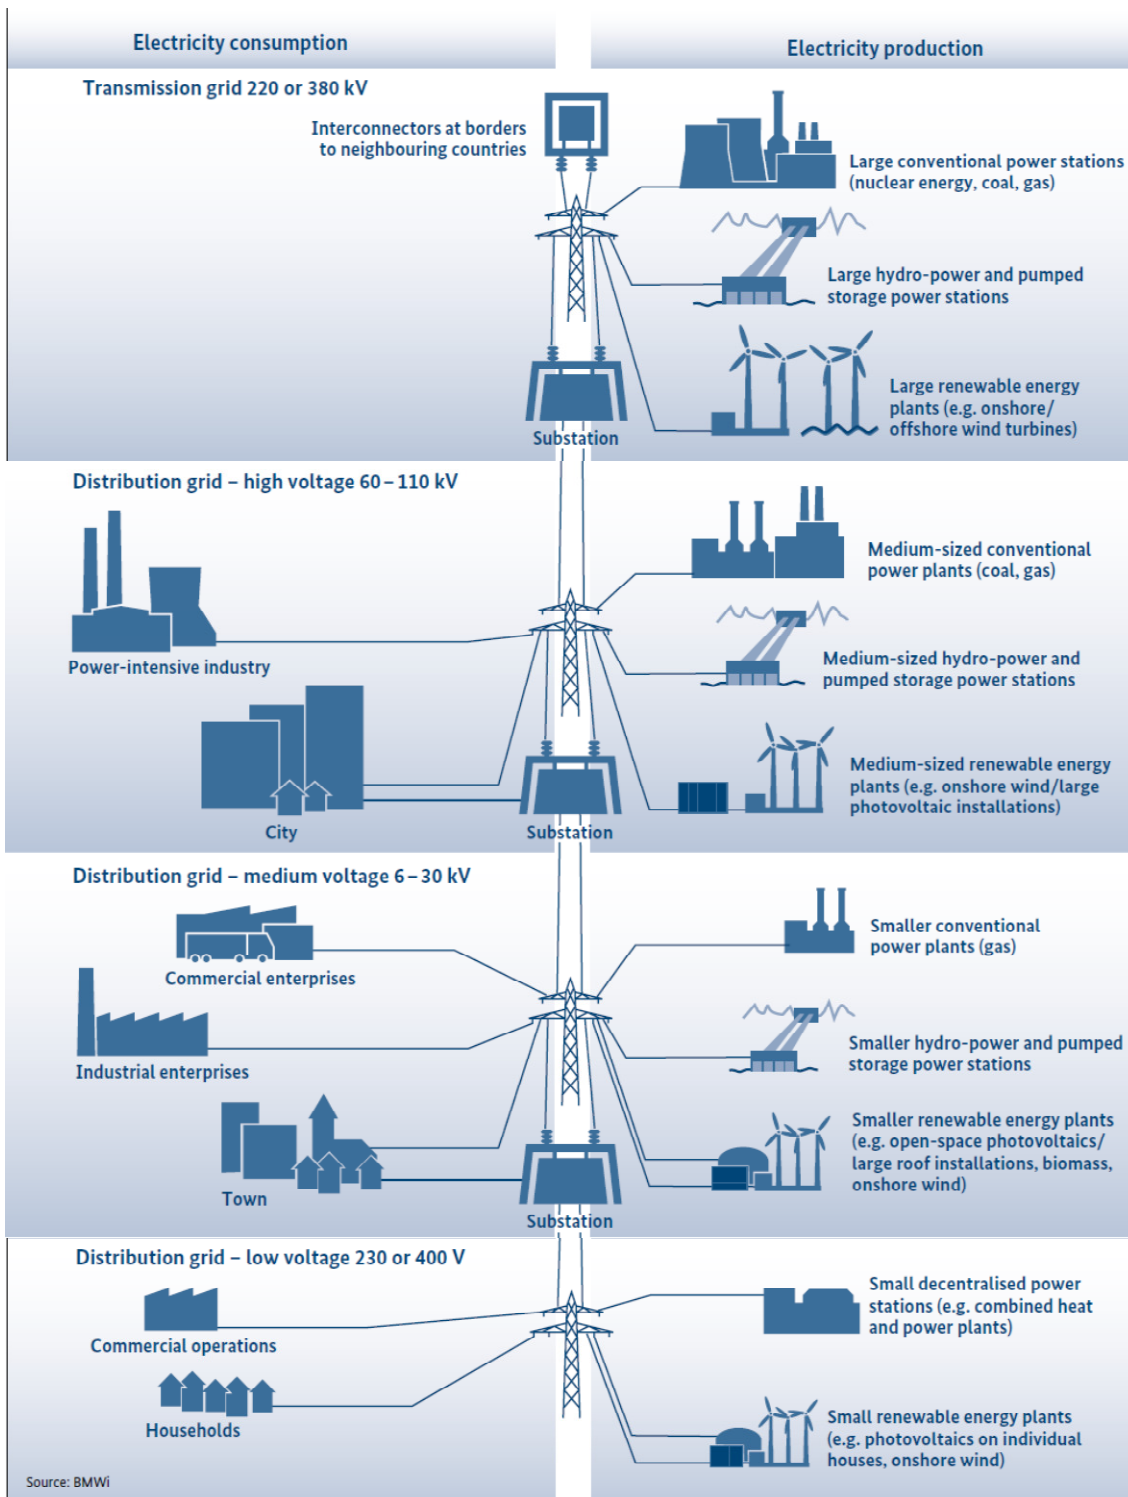 Electricity consumption
Electricity production
Transmission grid 220 or 380 kV
Interconnectors at borders
to neighbouring countries
Large conventional power stations
(nuclear energy, coal, gas)
Large hydro-power and pumped
storage power stations
Large renewable energy
plants (e.g. onshore/
offshore wind turbines)
Substation
Distribution grid – high voltage 60 – 110 kV
Power-intensive industry
City
Medium-sized conventional
power plants (coal, gas)
Medium-sized hydro-power and
pumped storage power stations
Medium-sized renewable energy
plants (e.g. onshore wind/large
photovoltaic installations)
Substation
Distribution grid – medium voltage 6 – 30 kV
Commercial enterprises
Industrial enterprises
Town
Smaller conventional
power plants (gas)
Smaller hydro-power and pumped
storage power stations
Smaller renewable energy plants
(e.g. open-space photovoltaics/
large roof installations, biomass,
onshore wind)
Substation
Distribution grid – low voltage 230 or 400 V
Commercial operations
Households
Small decentralised power
stations (e.g. combined heat
and power plants)
Small renewable energy plants
(e.g. photovoltaics on individual
houses, onshore wind)
Source: BMWi